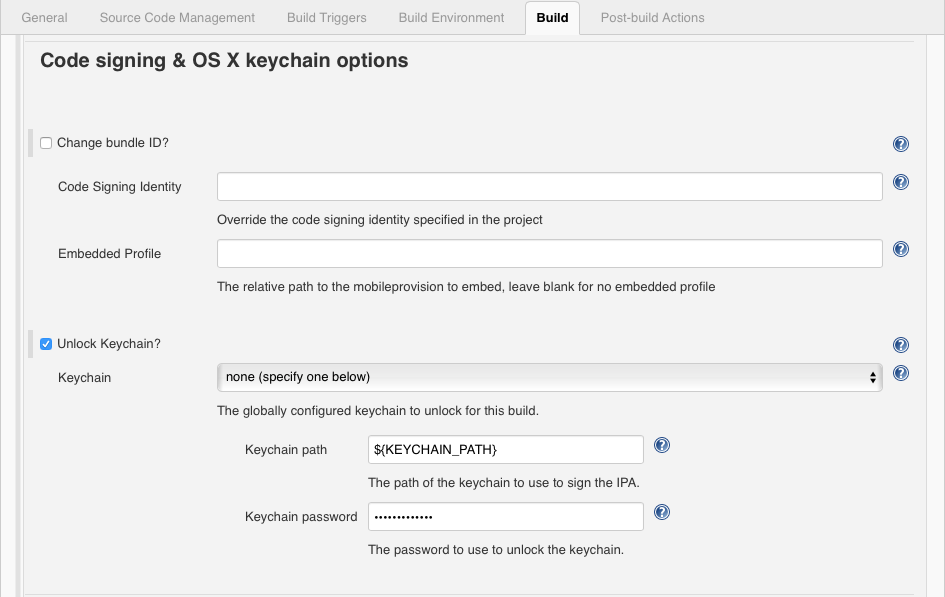 General Source Code Management Build Triggers Build Environment Build Post-build Actions
Code signing & OS X keychain options
Change bundle ID?
Code Signing Identity
Override the code signing identity specified in the project
Embedded Profile
The relative path to the mobileprovision to embed, leave blank for no embedded profile
Unlock Keychain?
Keychain none (specify one below)
The globally configured keychain to unlock for this build.
Keychain path ${KEYCHAIN_PATH}
The path of the keychain to use to sign the IPA.
Keychain password •••••••••••••
The password to use to unlock the keychain.